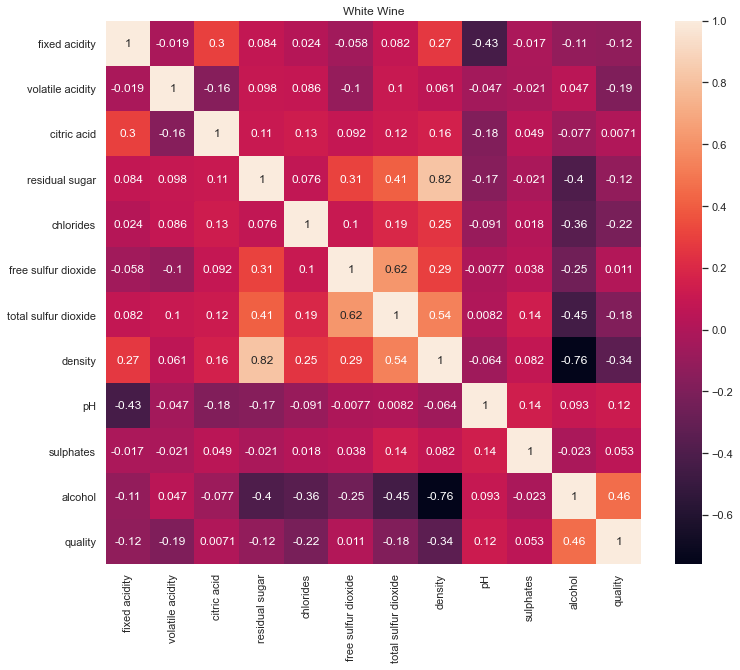 White Wine
fixed acidity 1 -0.019 0.3 0.084 0.024 -0.058 0.082 0.27 -0.43 -0.017 -0.11 -0.12
volatile acidity -0.019 1 -0.16 0.098 0.086 -0.1 0.1 0.061 -0.047 -0.021 0.047 -0.19
citric acid 0.3 -0.16 1 0.11 0.13 0.092 0.12 0.16 -0.18 0.049 -0.077 0.0071
residual sugar 0.084 0.098 0.11 1 0.076 0.31 0.41 0.82 -0.17 -0.021 -0.4 -0.12
chlorides 0.024 0.086 0.13 0.076 1 0.1 0.19 0.25 -0.091 0.018 -0.36 -0.22
free sulfur dioxide -0.058 -0.1 0.092 0.31 0.1 1 0.62 0.29 -0.0077 0.038 -0.25 0.011
total sulfur dioxide 0.082 0.1 0.12 0.41 0.19 0.62 1 0.54 0.0082 0.14 -0.45 -0.18
density 0.27 0.061 0.16 0.82 0.25 0.29 0.54 1 -0.064 0.082 -0.76 -0.34
pH -0.43 -0.047 -0.18 -0.17 -0.091 -0.0077 0.0082 -0.064 1 0.14 0.093 0.12
sulphates -0.017 -0.021 0.049 -0.021 0.018 0.038 0.14 0.082 0.14 1 -0.023 0.053
alcohol -0.11 0.047 -0.077 -0.4 -0.36 -0.25 -0.45 -0.76 0.093 -0.023 1 0.46
quality -0.12 -0.19 0.0071 -0.12 -0.22 0.011 -0.18 -0.34 0.12 0.053 0.46 1
fixed acidity
volatile acidity
citric acid
residual sugar
chlorides
free sulfur dioxide
total sulfur dioxide
density
pH
sulphates
alcohol
quality
1.0
0.8
0.6
0.4
0.2
0.0
−0.2
−0.4
−0.6